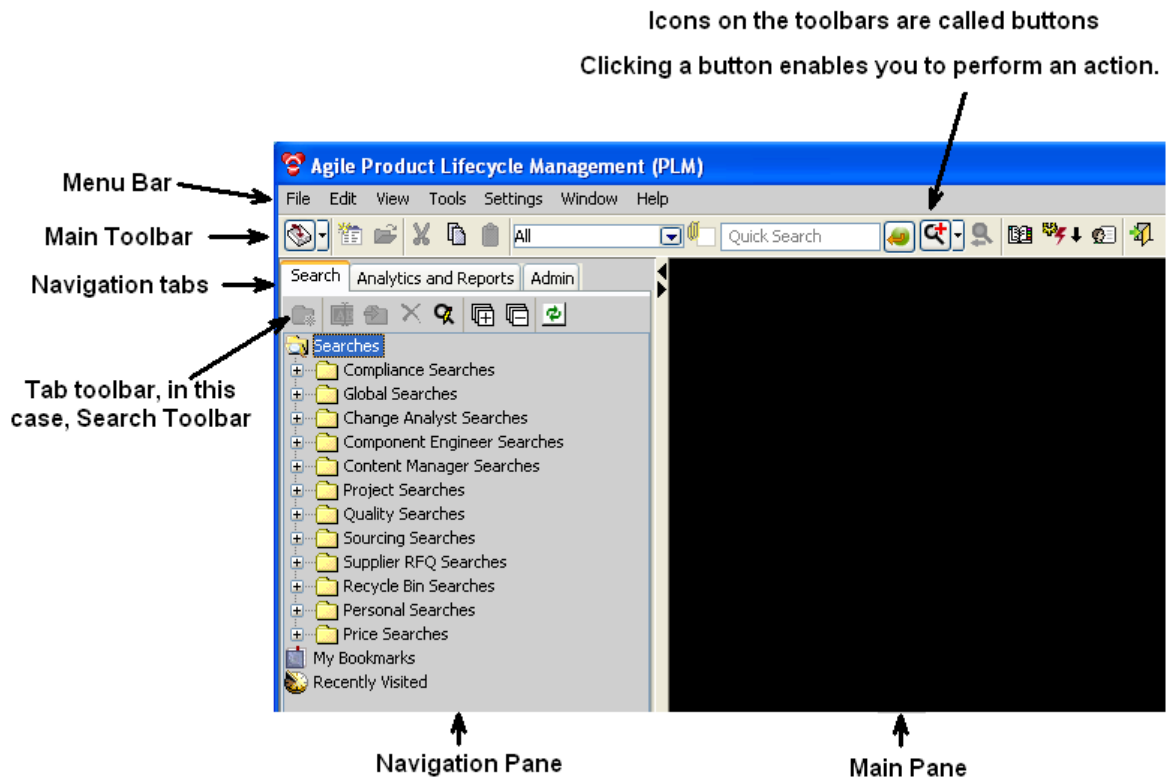 Icons on the toolbars are called buttons
Clicking a button enables you to perform an action.
Agile Product Lifecycle Management (PLM)
Menu Bar
File Edit View Tools Settings Window Help
Main Toolbar
All
Quick Search
Navigation tabs
Search Analytics and Reports Admin
Searches
Compliance Searches
Global Searches
Tab toolbar, in this
case, Search Toolbar
Change Analyst Searches
Component Engineer Searches
Content Manager Searches
Project Searches
Quality Searches
Sourcing Searches
Supplier RFQ Searches
Recycle Bin Searches
Personal Searches
Price Searches
My Bookmarks
Recently Visited
Navigation Pane
Main Pane